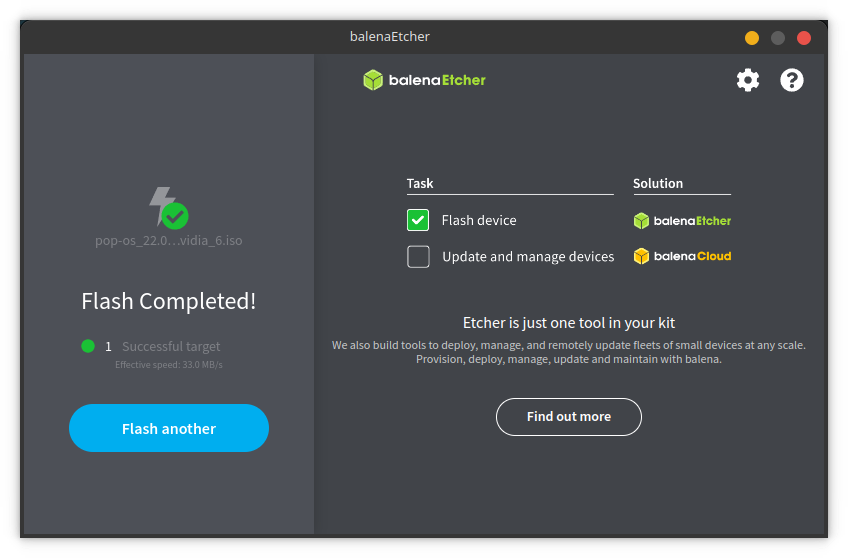 balenaEtcher
balenaEtcher
pop-os_22.0...vidia_6.iso
Flash Completed!
1 Successful target
Effective speed: 33.0 MB/s
Flash another
Task Solution
Flash device balenaEtcher
Update and manage devices balenaCloud
Etcher is just one tool in your kit
We also build tools to deploy, manage, and remotely update fleets of small devices at any scale.
Provision, deploy, manage, update and maintain with balena.
Find out more